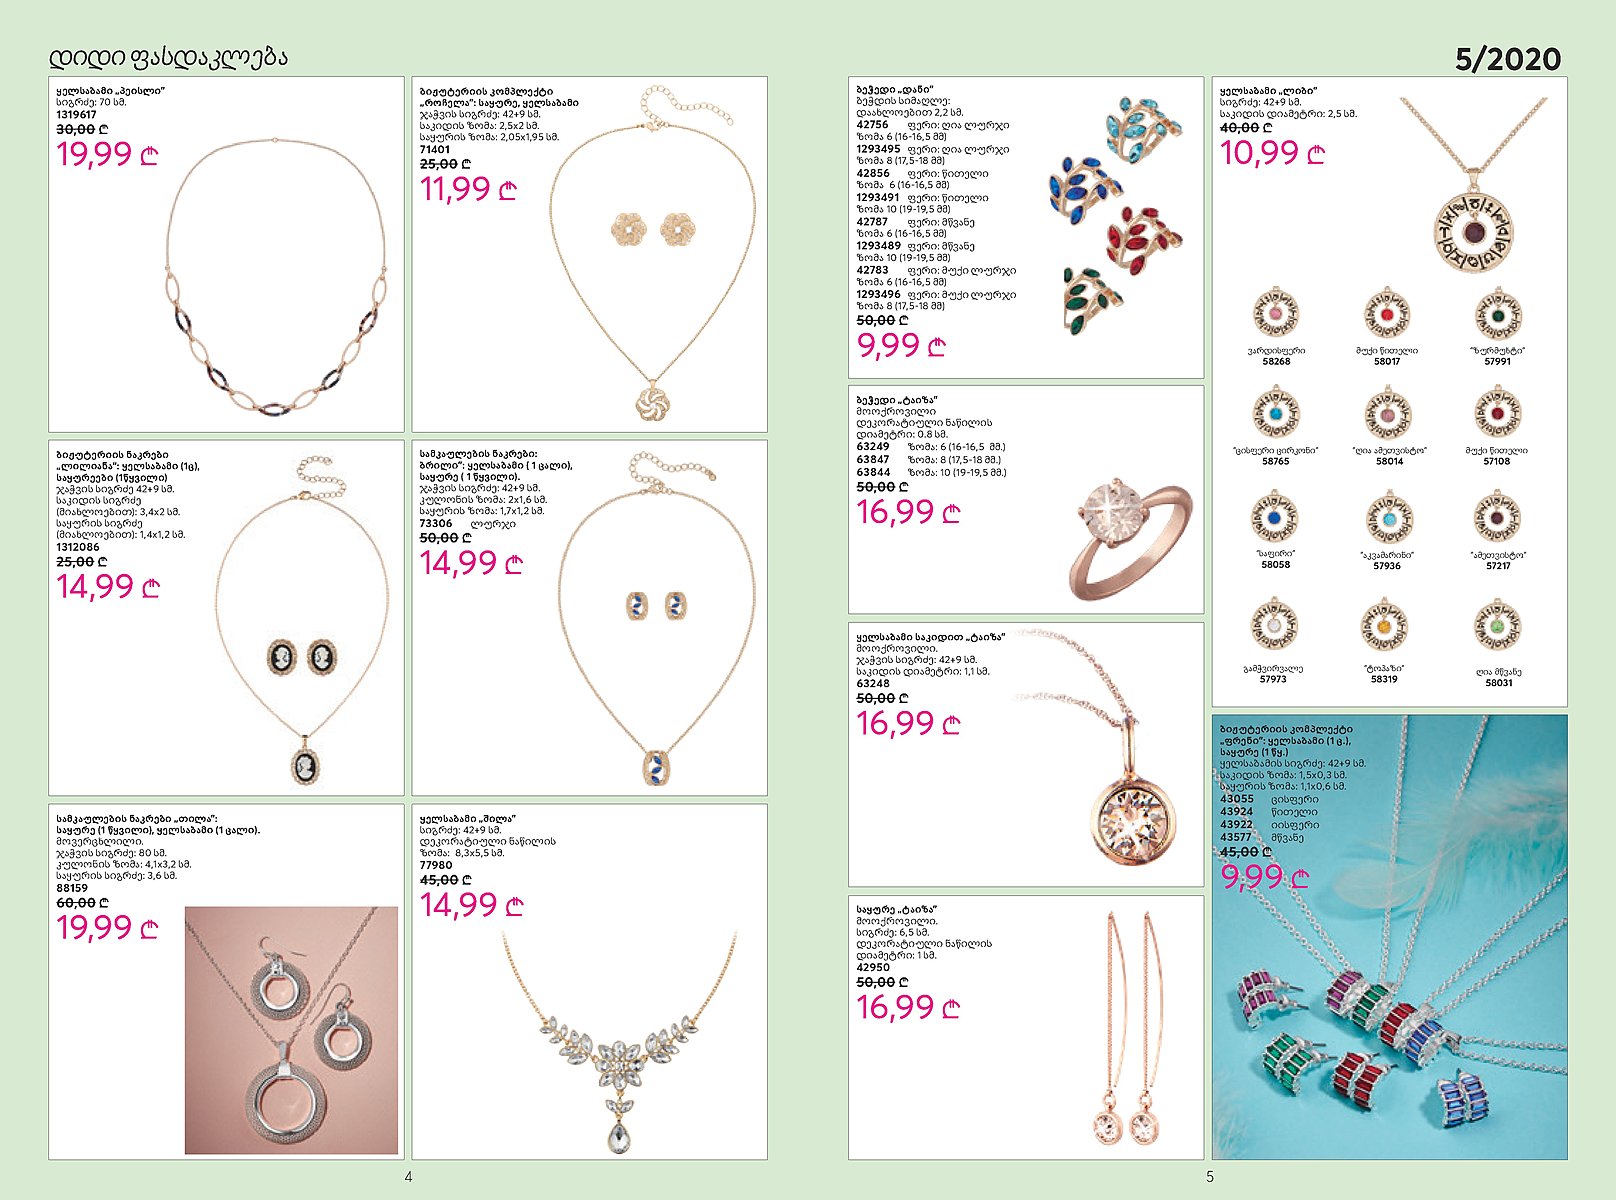 დიდი ფასდაკლება
5/2020
ყელსაბამი „პეისლი“
სიგრძე: 70 სმ.
1319617
30,00 ₾
19,99 ₾
ბიჟუტერიის კომპლექტი
„როჩელა“: საყურე, ყელსაბამი
ჯაჭვის სიგრძე: 42+9 სმ.
საკიდის ზომა: 2,5x2 სმ.
საყურის ზომა: 2,05x1,95 სმ.
71401
25,00 ₾
11,99 ₾
ბიჟუტერიის ნაკრები
„ლილიანა“: ყელსაბამი (1ც),
საყურეები (1წყვილი)
ჯაჭვის სიგრძე 42+9 სმ.
საკიდის სიგრძე
(მიახლოებით): 3,4x2 სმ.
საყურის სიგრძე
(მიახლოებით): 1,4x1,2 სმ.
1312086
25,00 ₾
14,99 ₾
სამკაულების ნაკრები:
ბრილი“: ყელსაბამი ( 1 ცალი),
საყურე ( 1 წყვილი).
ჯაჭვის სიგრძე: 42+9 სმ.
კულონის ზომა: 2x1,6 სმ.
საყურის ზომა: 1,7x1,2 სმ.
73306 ლურჯი
50,00 ₾
14,99 ₾
სამკაულების ნაკრები „თილა“:
საყურე (1 წყვილი), ყელსაბამი (1 ცალი).
მოვერცხლილი.
ჯაჭვის სიგრძე: 80 სმ.
კულონის ზომა: 4,1x3,2 სმ.
საყურის სიგრძე: 3,6 სმ.
88159
60,00 ₾
19,99 ₾
ყელსაბამი „შილა“
სიგრძე: 42+9 სმ.
დეკორატიული ნაწილის
ზომა: 8,3x5,5 სმ.
77980
45,00 ₾
14,99 ₾
4
ბეჭედი „დანი“
ბეჭდის სიმაღლე:
დაახლოებით 2,2 სმ.
42756 ფერი: ღია ლურჯი
ზომა 6 (16-16,5 მმ)
1293495 ფერი: ღია ლურჯი
ზომა 8 (17,5-18 მმ)
42856 ფერი: წითელი
ზომა 6 (16-16,5 მმ)
1293491 ფერი: წითელი
ზომა 10 (19-19,5 მმ)
42787 ფერი: მწვანე
ზომა 6 (16-16,5 მმ)
1293489 ფერი: მწვანე
ზომა 10 (19-19,5 მმ)
42783 ფერი: მუქი ლურჯი
ზომა 6 (16-16,5 მმ)
1293496 ფერი: მუქი ლურჯი
ზომა 8 (17,5-18 მმ)
50,00 ₾
9,99 ₾
ბეჭედი „ტაიზა“
მოოქროვილი
დეკორატიული ნაწილის
დიამეტრი: 0.8 სმ.
63249 ზომა: 6 (16-16,5 მმ.)
63847 ზომა: 8 (17,5-18 მმ.)
63844 ზომა: 10 (19-19,5 მმ.)
50,00 ₾
16,99 ₾
ყელსაბამი საკიდით „ტაიზა“
მოოქროვილი.
ჯაჭვის სიგრძე: 42+9 სმ.
საკიდის დიამეტრი: 1,1 სმ.
63248
50,00 ₾
16,99 ₾
საყურე „ტაიზა“
მოოქროვილი.
სიგრძე: 6,5 სმ.
დეკორატიული ნაწილის
დიამეტრი: 1 სმ.
42950
50,00 ₾
16,99 ₾
ყელსაბამი „ლიბი“
სიგრძე: 42+9 სმ.
საკიდის დიამეტრი: 2,5 სმ.
40,00 ₾
10,99 ₾
ვარდისფერი მუქი წითელი “ზურმუხტი”
58268 58017 57991
“ცისფერი ცირკონი” “ღია ამეთვისტო” მუქი წითელი
58765 58014 57108
“საფირი” “აკვამარინი” “ამეთვისტო”
58058 57936 57217
გამჭვირვალე “ტოპაზი” ღია მწვანე
57973 58319 58031
ბიჟუტერიის კომპლექტი
„ფრენი“: ყელსაბამი (1 ც.),
საყურე (1 წყ.)
ყელსაბამის სიგრძე: 42+9 სმ.
საკიდის ზომა: 1,5x0,3 სმ.
საყურის ზომა: 1,1x0,6 სმ.
43055 ცისფერი
43924 წითელი
43922 იისფერი
43577 მწვანე
45,00 ₾
9,99 ₾
5